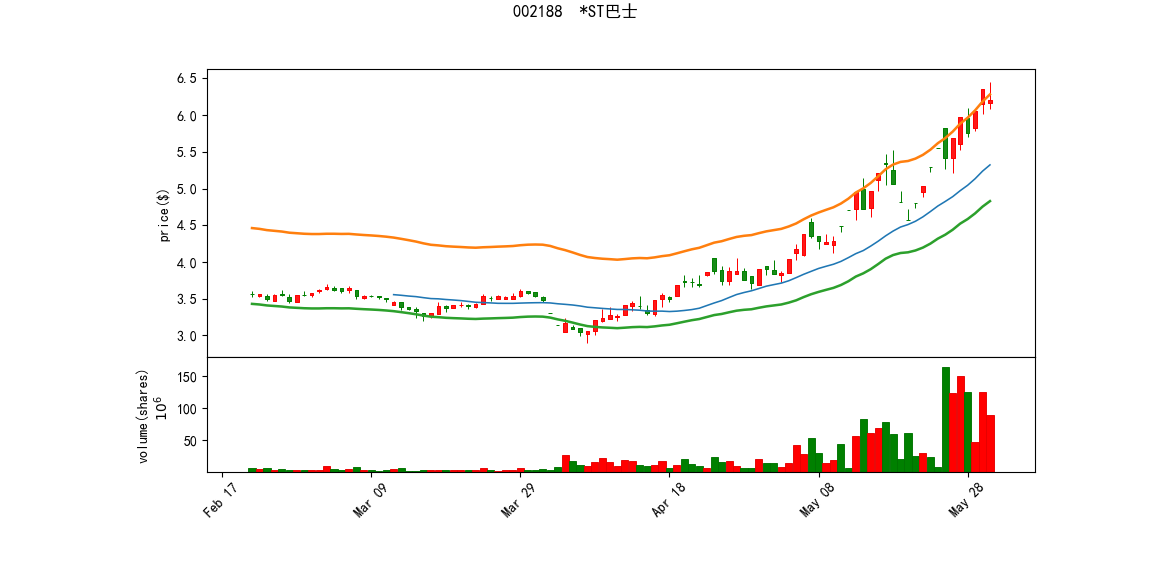 002188  *ST巴士
6.5
6.0
5.5
5.0
4.5
4.0
3.5
3.0
price($)
150
100
50
volume(shares)
10^6
Feb 17
Mar 09
Mar 29
Apr 18
May 08
May 28